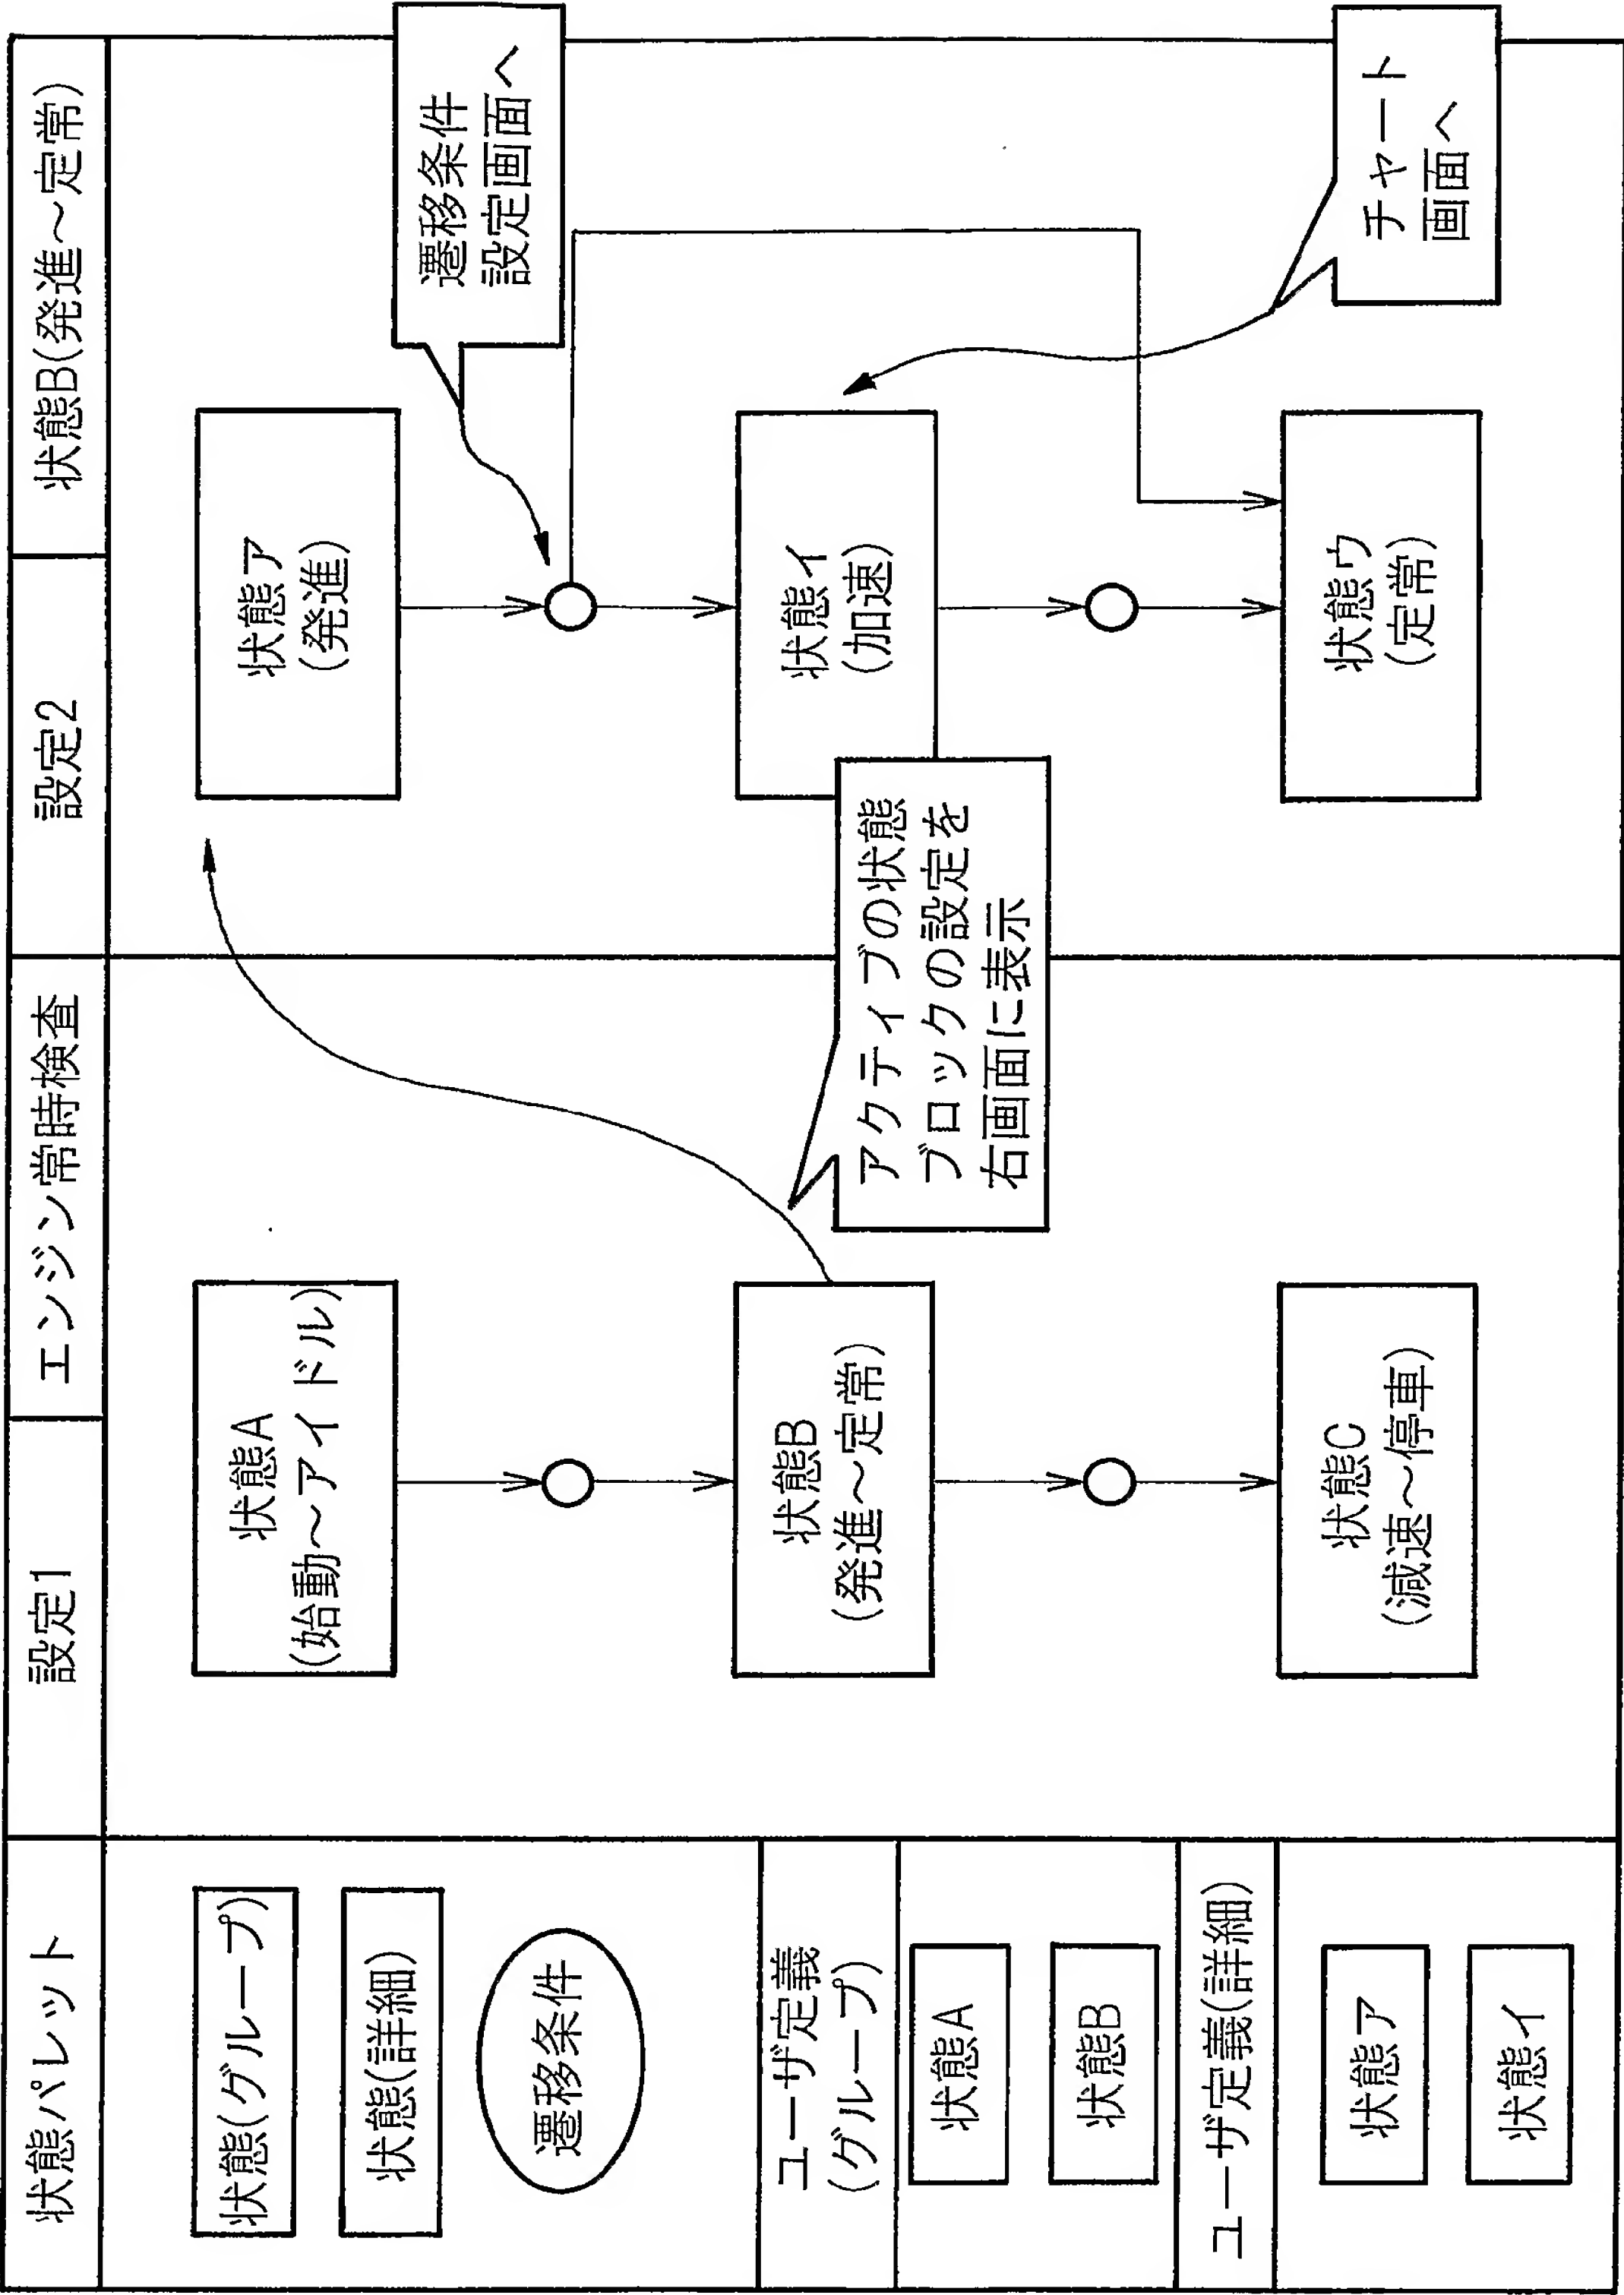 状態パレット
状態(グループ)
状態(詳細)
遷移条件
ユーザ定義
(グループ)
状態A
状態B
ユーザ定義(詳細)
状態ア
状態イ
設定1
エンジン常時検査
状態A
(始動～アイドル)
状態B
(発進～定常)
状態C
(減速～停車)
アクティブの状態
ブロックの設定を
右画面に表示
設定2
状態B(発進～定常)
状態ア
(発進)
遷移条件
設定画面へ
状態イ
(加速)
状態ウ
(定常)
チャート
画面へ